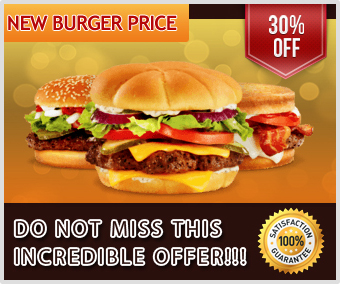 NEW BURGER PRICE
30%
OFF
DO NOT MISS THIS
INCREDIBLE OFFER!!!
SATISFACTION
100%
GUARANTEE